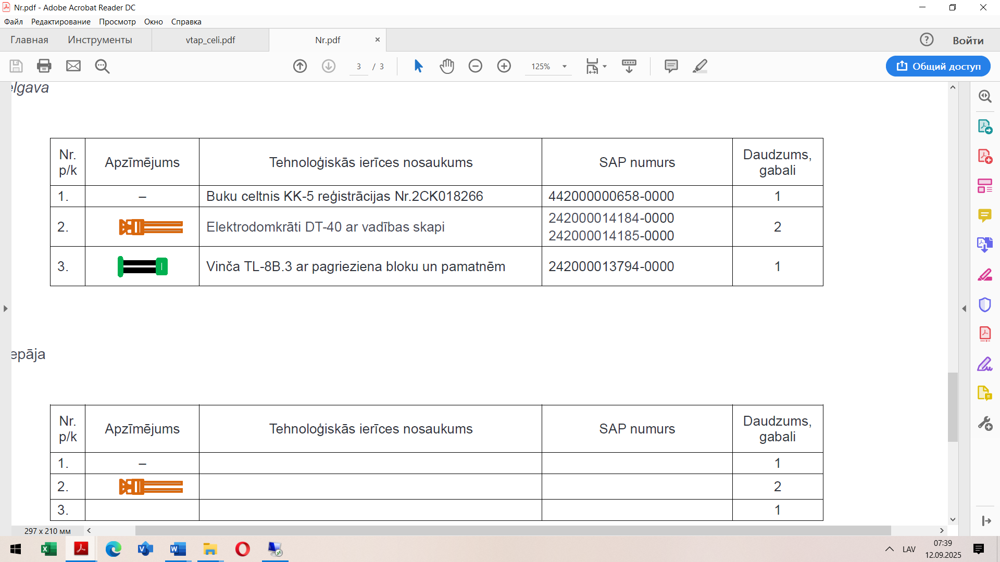 Nr.pdf - Adobe Acrobat Reader DC
Файл Редактирование Просмотр Окно Справка
Главная Инструменты vtap_celi.pdf Nr.pdf × ? Войти
3 / 3 125% Общий доступ
elgava
Nr. p/k Apzīmējums Tehnoloģiskās ierīces nosaukums SAP numurs Daudzums, gabali
1. – Buku celtnis KK-5 reģistrācijas Nr.2CK018266 442000000658-0000 1
2. Elektrodomkrāti DT-40 ar vadības skapi 242000014184-0000 2
242000014185-0000
3. Vinča TL-8B.3 ar pagrieziena bloku un pamatnēm 242000013794-0000 1
epāja
Nr. p/k Apzīmējums Tehnoloģiskās ierīces nosaukums SAP numurs Daudzums, gabali
1. – 1
2. 2
3. 1
297 x 210 мм
LAV 07:39
12.09.2025